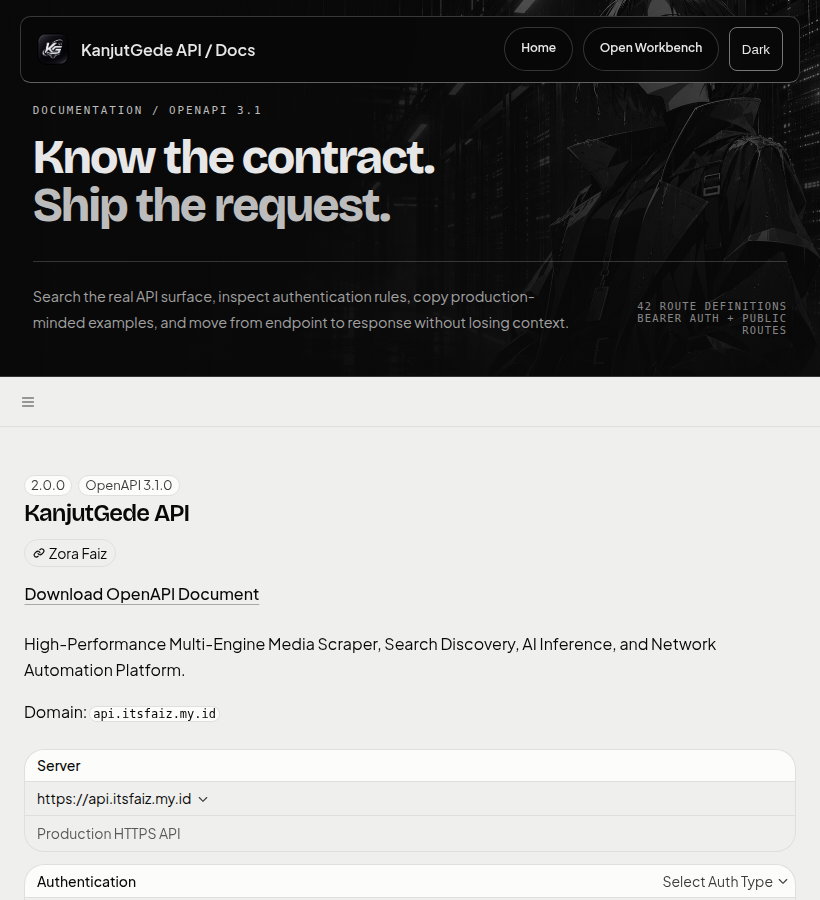 KG
KanjutGede API / Docs
Home
Open Workbench
Dark
DOCUMENTATION / OPENAPI 3.1
Know the contract.
Ship the request.
Search the real API surface, inspect authentication rules, copy production-
minded examples, and move from endpoint to response without losing context.
42 ROUTE DEFINITIONS
BEARER AUTH + PUBLIC
ROUTES
2.0.0
OpenAPI 3.1.0
KanjutGede API
Zora Faiz
Download OpenAPI Document
High-Performance Multi-Engine Media Scraper, Search Discovery, AI Inference, and Network
Automation Platform.
Domain: api.itsfaiz.my.id
Server
https://api.itsfaiz.my.id
Production HTTPS API
Authentication
Select Auth Type